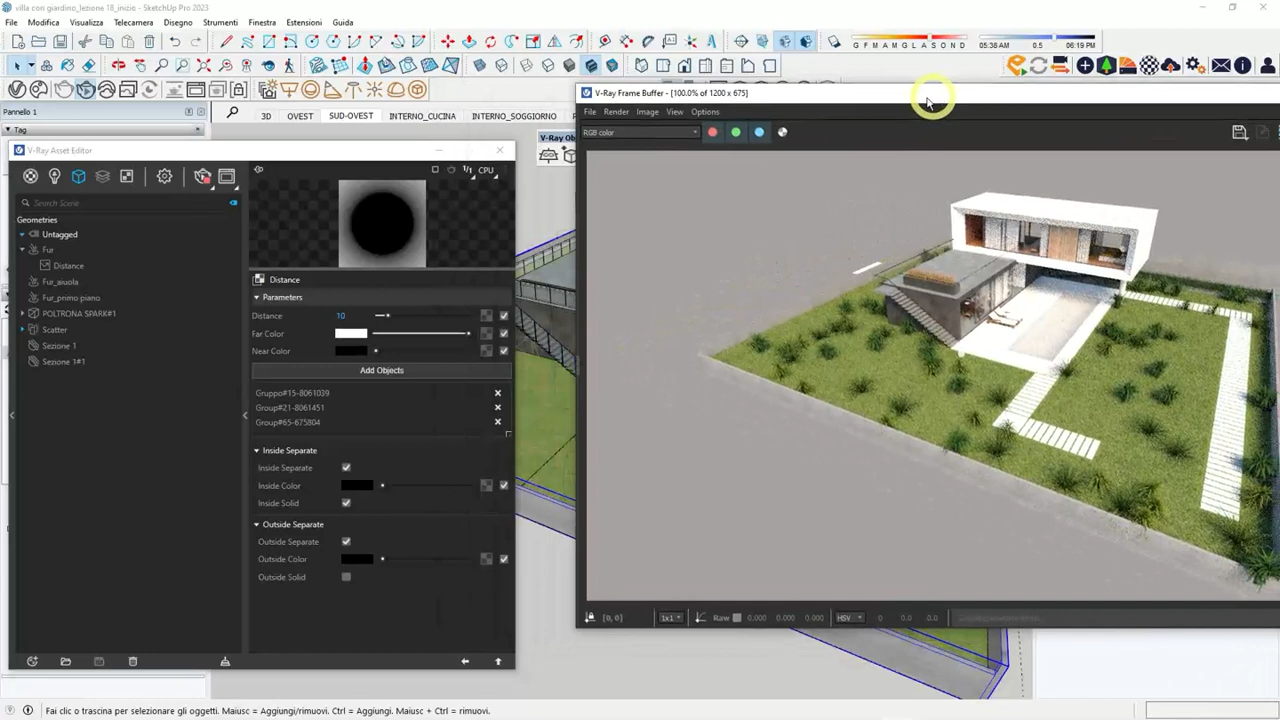 villa con giardino_lezione 18_inizio - SketchUp Pro 2023
File Modifica Visualizza Telecamera Disegno Strumenti Finestra Estensioni Guida
G F M A M G L A S O N D
05:38 AM 0.5 06:19 PM
Pannello 1
Tag
3D OVEST SUD-OVEST INTERNO_CUCINA INTERNO_SOGGIORNO
V-Ray Frame Buffer - [100.0% of 1200 x 675]
File Render Image View Options
RGB color
V-Ray Asset Editor
1/1 CPU
Search Scene
Geometries
Untagged
Fur
Distance
Fur_aiuola
Fur_primo piano
POLTRONA SPARK#1
Scatter
Sezione 1
Sezione 1#1
Distance
Parameters
Distance 10
Far Color
Near Color
Add Objects
Gruppo#15-8061039
Group#21-8061451
Group#65-675804
Inside Separate
Inside Separate
Inside Color
Inside Solid
Outside Separate
Outside Separate
Outside Color
Outside Solid
[0, 0] 1x1 Raw 0.000 0.000 0.000 HSV 0 0.0 0.0
Fai clic o trascina per selezionare gli oggetti. Maiusc = Aggiungi/rimuovi. Ctrl = Aggiungi. Maiusc + Ctrl = rimuovi.